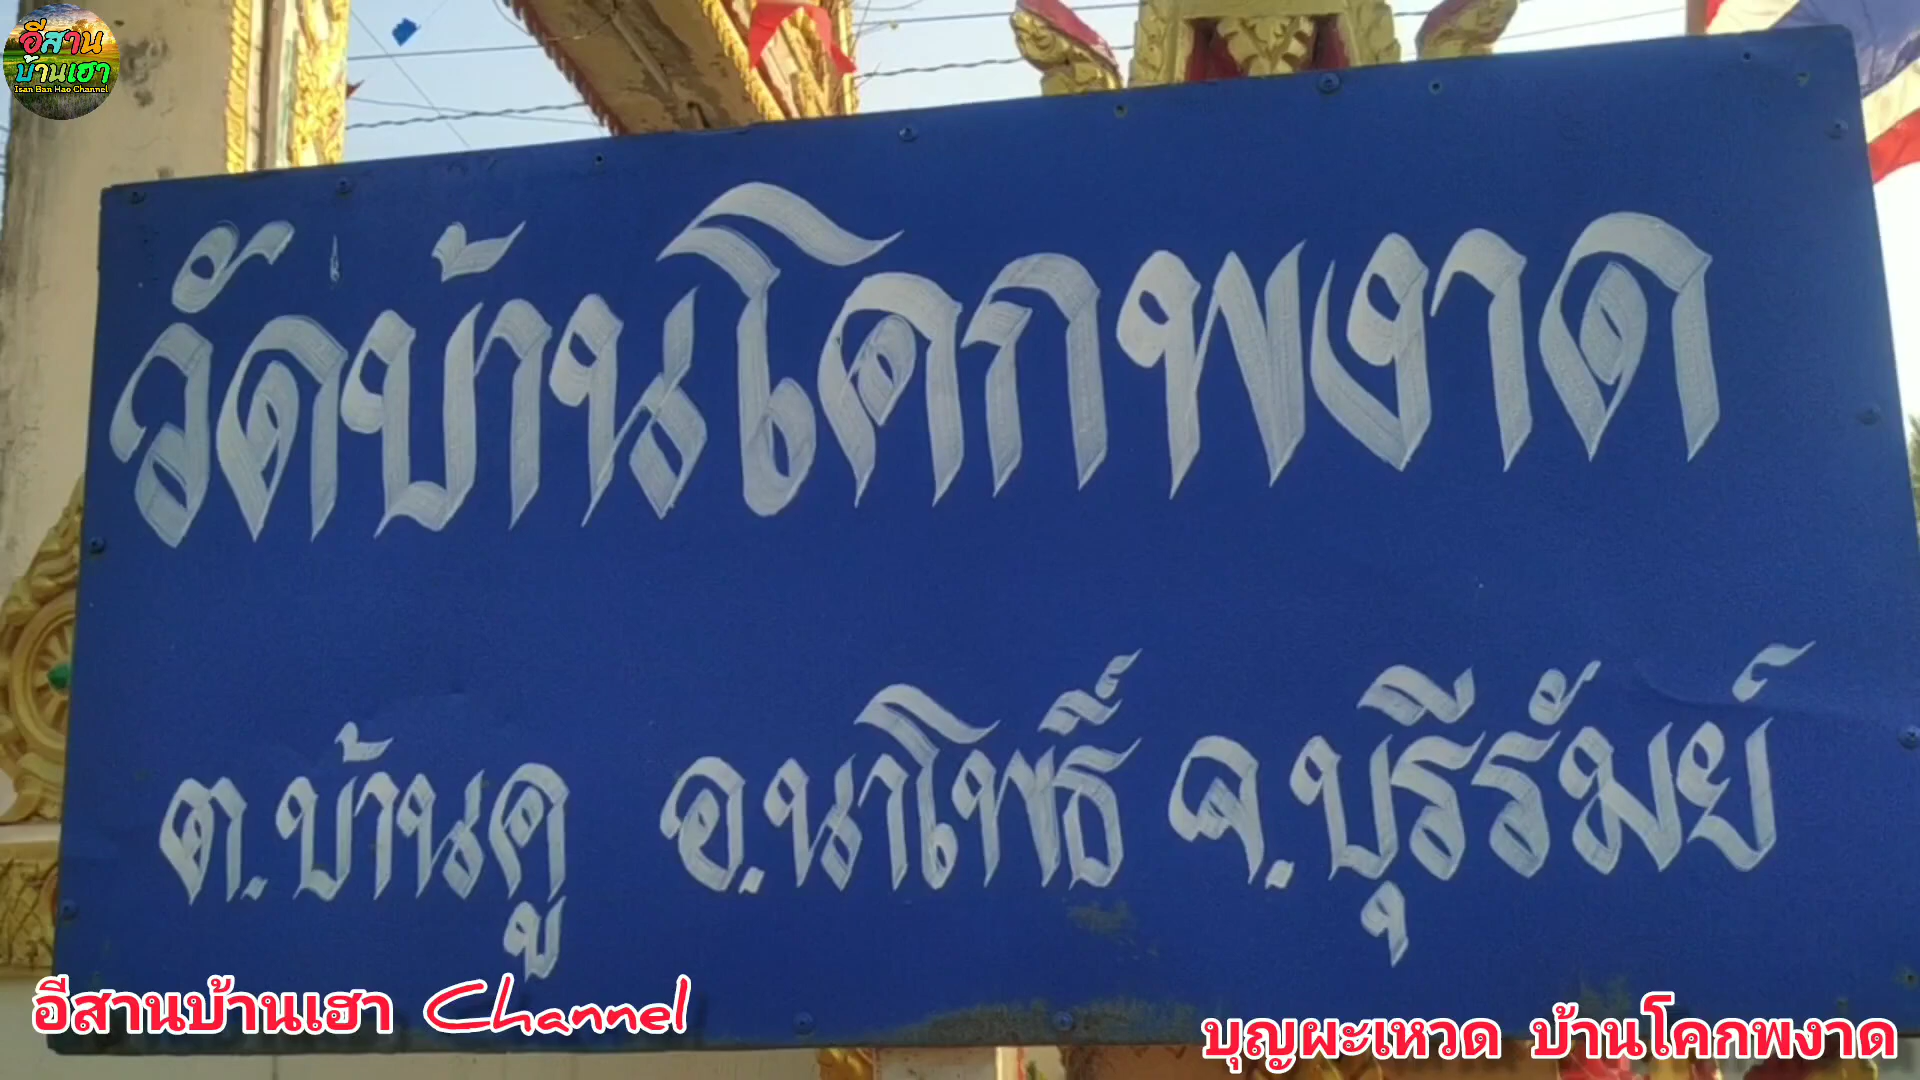 อีสาน
บ้านเฮา
Isan Ban Hao Channel
วัดบ้านโคกพงาด
ต.บ้านคู อ.นาโพธิ์ จ.บุรีรัมย์
อีสานบ้านเฮา Channel
บุญผะเหวด บ้านโคกพงาด